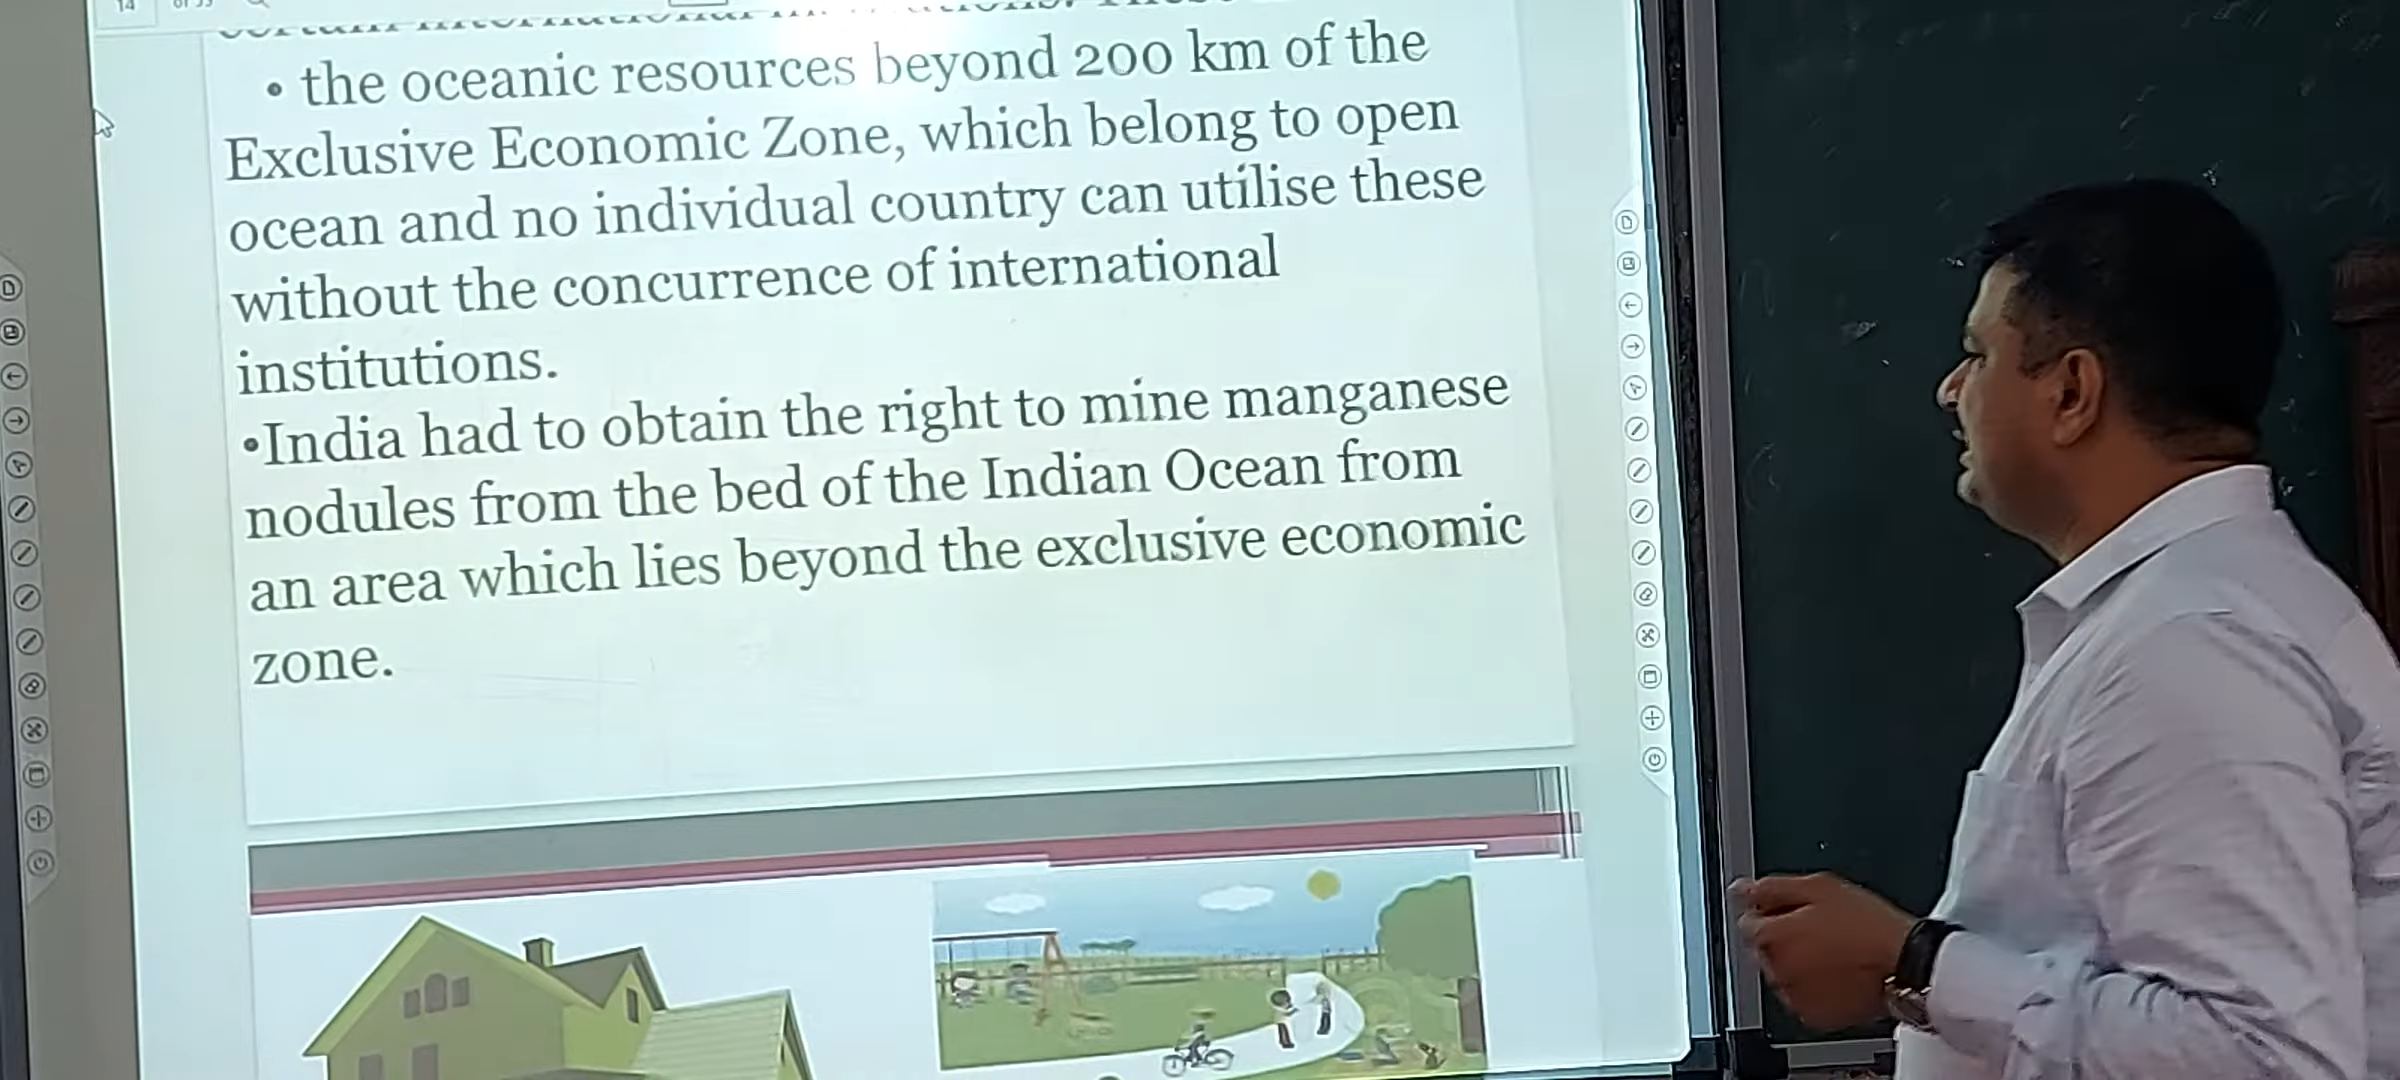 14
• the oceanic resources beyond 200 km of the
Exclusive Economic Zone, which belong to open
ocean and no individual country can utilise these
without the concurrence of international
institutions.
•India had to obtain the right to mine manganese
nodules from the bed of the Indian Ocean from
an area which lies beyond the exclusive economic
zone.